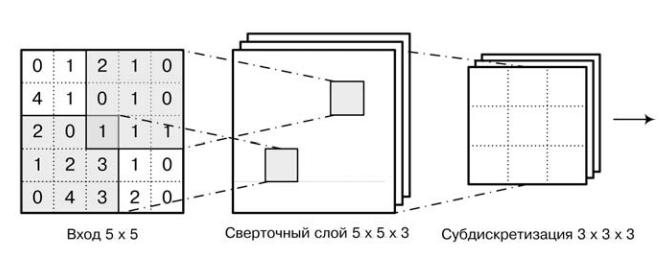 0 1 2 1 0
4 1 0 1 0
2 0 1 1 1
1 2 3 1 0
0 4 3 2 0
Вход 5 x 5
Сверточный слой 5 x 5 x 3
Субдискретизация 3 x 3 x 3